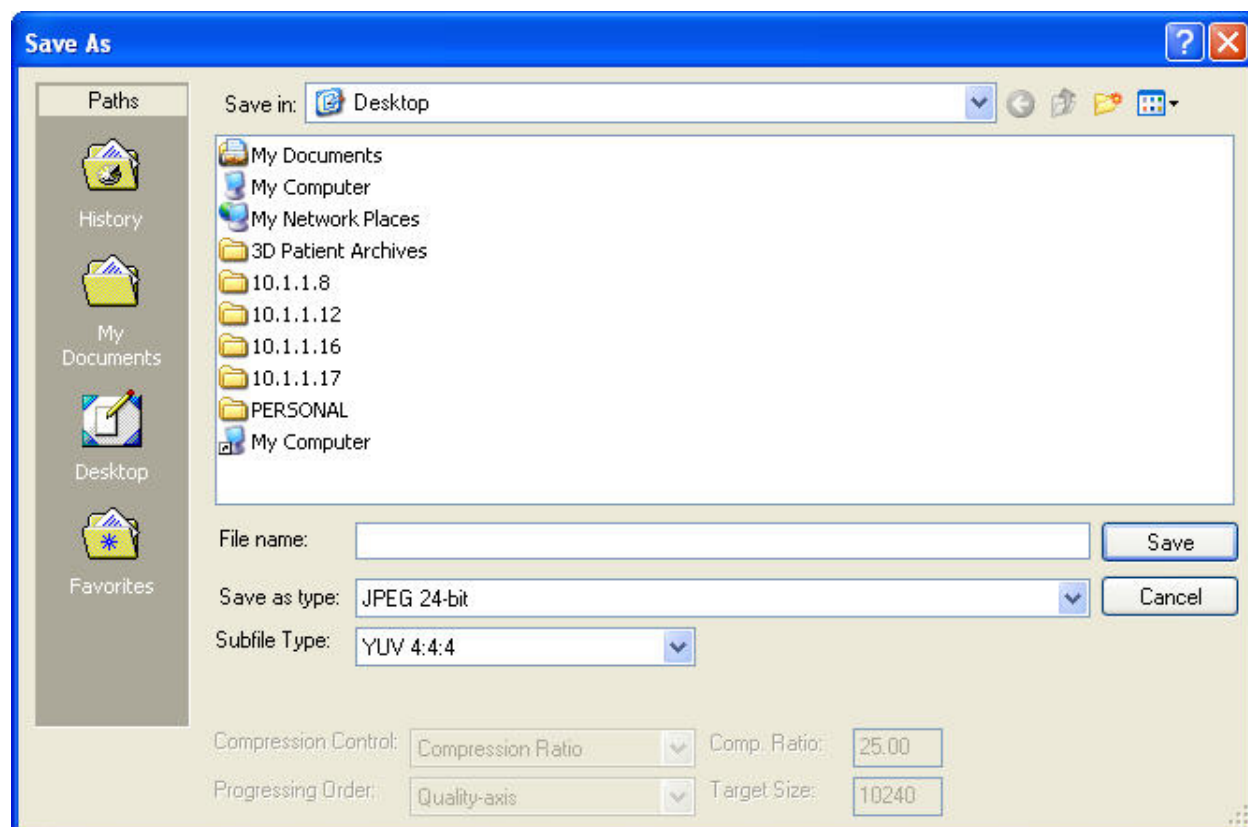 Save As
Paths
Save in: Desktop
History
My
Documents
Desktop
Favorites
My Documents
My Computer
My Network Places
3D Patient Archives
10.1.1.8
10.1.1.12
10.1.1.16
10.1.1.17
PERSONAL
My Computer
File name:
Save
Save as type: JPEG 24-bit
Cancel
Subfile Type: YUV 4:4:4
Compression Control: Compression Ratio Comp. Ratio: 25.00
Progressing Order: Quality-axis Target Size: 10240